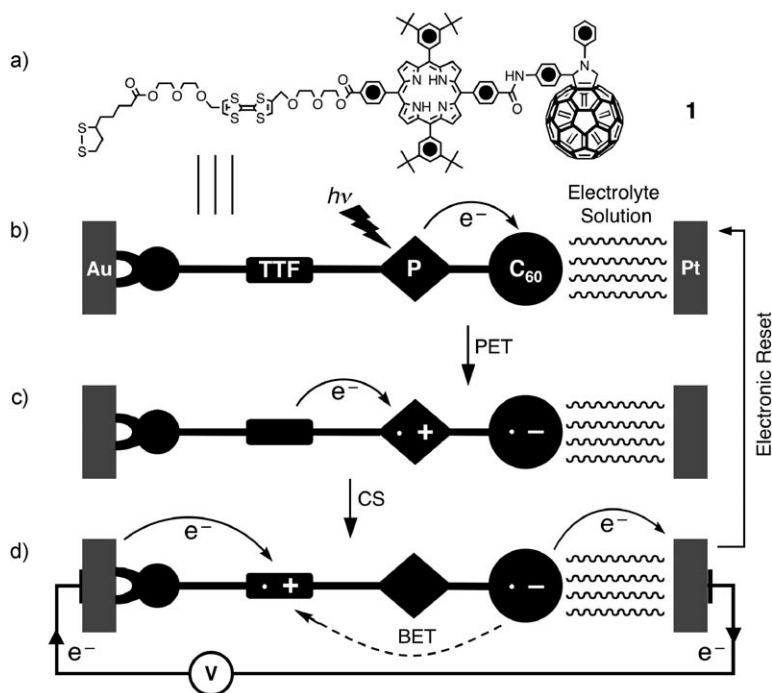 a)
O
O
O
O
S
S
S
S
S
S
O
O
O
O
N
HN
NH
N
HN
O
N
1
hν
e−
Electrolyte
Solution
b)
Au
TTF
P
C60
Pt
PET
c)
e−
· +
· −
Electronic Reset
CS
d)
e−
e−
· +
· −
BET
e−
V
e−